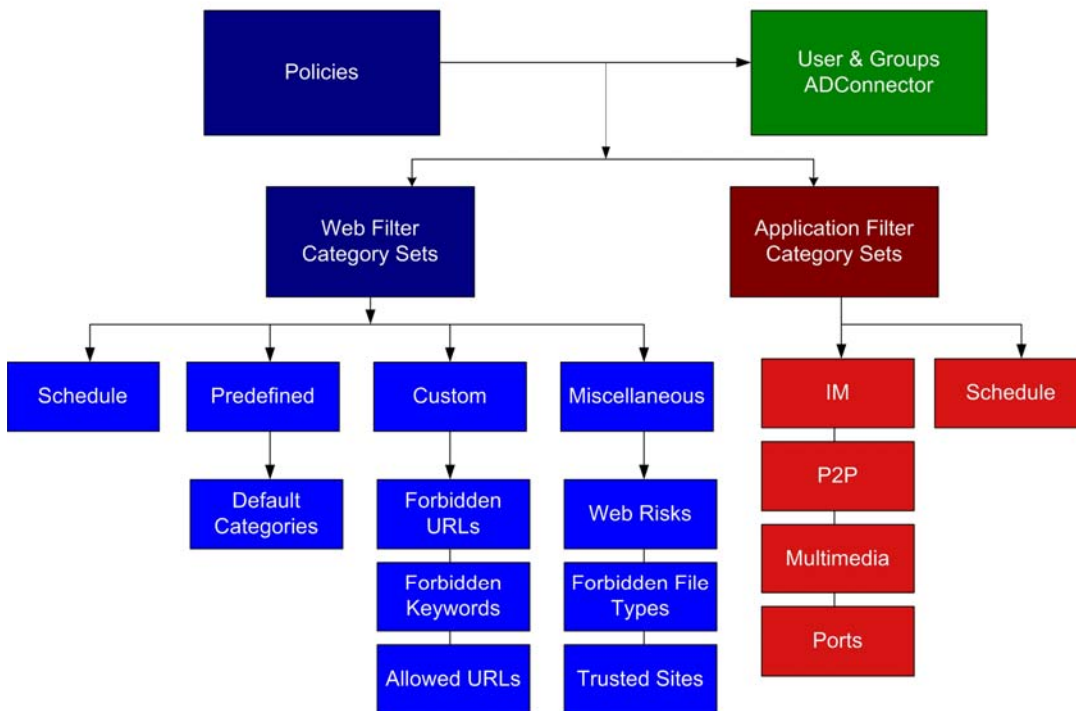 Policies
User & Groups
ADConnector
Web Filter
Category Sets
Application Filter
Category Sets
Schedule
Predefined
Custom
Miscellaneous
IM
Schedule
Default
Categories
Forbidden
URLs
Web Risks
P2P
Forbidden
Keywords
Forbidden File
Types
Multimedia
Allowed URLs
Trusted Sites
Ports